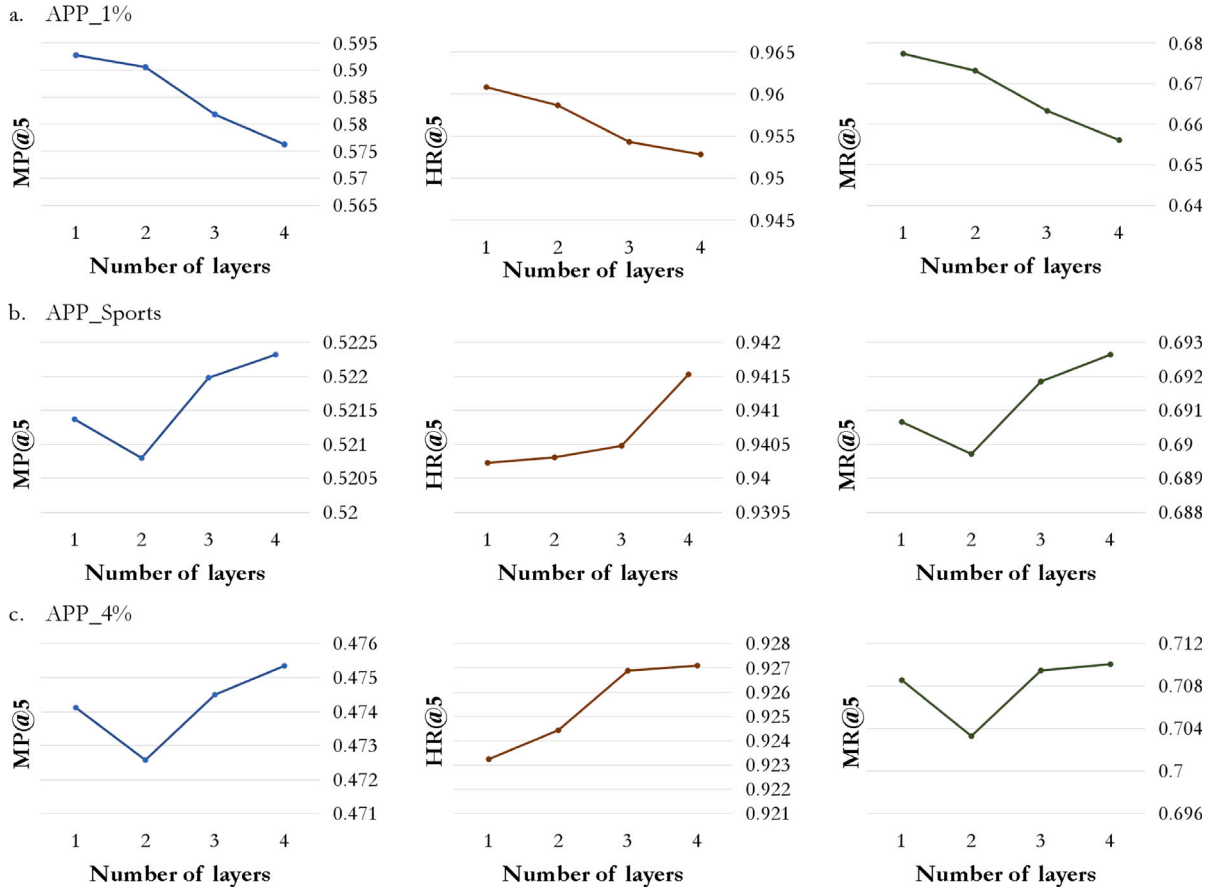 a. APP_1%
MP@5
0.595
0.59
0.585
0.58
0.575
0.57
0.565
1 2 3 4
Number of layers
HR@5
0.965
0.96
0.955
0.95
0.945
1 2 3 4
Number of layers
MR@5
0.68
0.67
0.66
0.65
0.64
1 2 3 4
Number of layers
b. APP_Sports
MP@5
0.5225
0.522
0.5215
0.521
0.5205
0.52
1 2 3 4
Number of layers
HR@5
0.942
0.9415
0.941
0.9405
0.94
0.9395
1 2 3 4
Number of layers
MR@5
0.693
0.692
0.691
0.69
0.689
0.688
1 2 3 4
Number of layers
c. APP_4%
MP@5
0.476
0.475
0.474
0.473
0.472
0.471
1 2 3 4
Number of layers
HR@5
0.928
0.927
0.926
0.925
0.924
0.923
0.922
0.921
1 2 3 4
Number of layers
MR@5
0.712
0.708
0.704
0.7
0.696
1 2 3 4
Number of layers